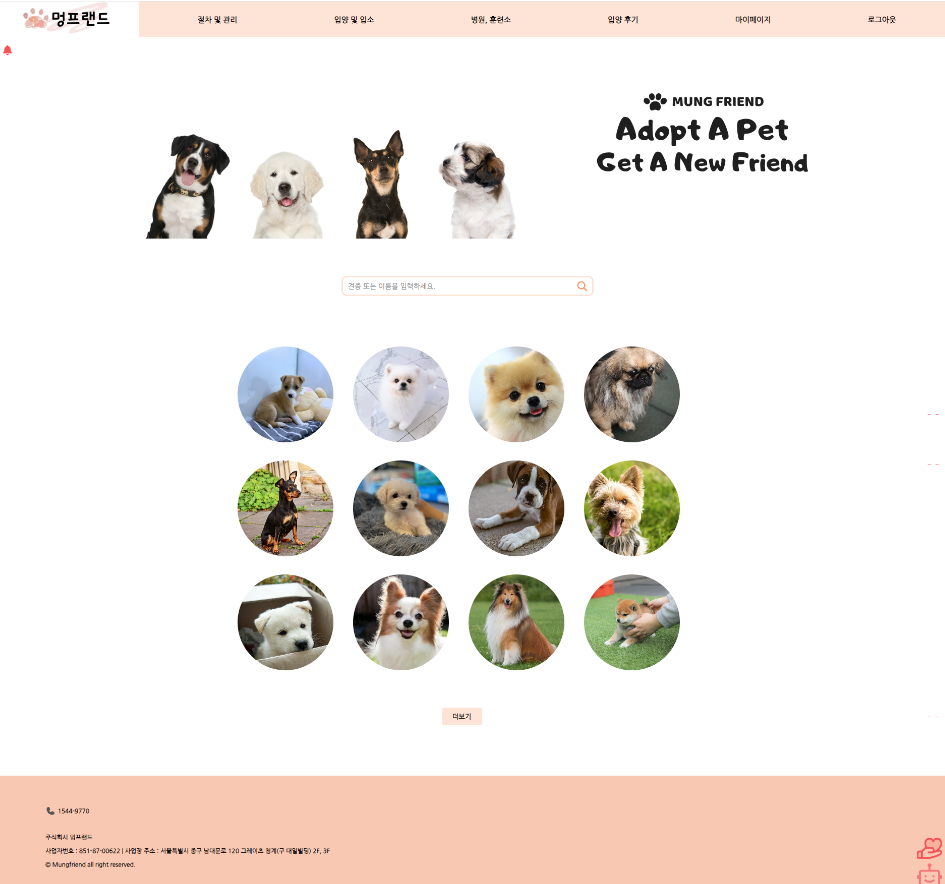 멍프랜드
절차 및 관리
입양 및 입소
병원, 훈련소
입양 후기
마이페이지
로그아웃
MUNG FRIEND
Adopt A Pet
Get A New Friend
견종 또는 이름을 입력하세요.
더보기
1544-9770
주식회사 멍프랜드
사업자번호 : 851-87-00622 | 사업장 주소 : 서울특별시 중구 남대문로 120 그레이츠 청계(구 대일빌딩) 2F, 3F
© Mungfriend all right reserved.